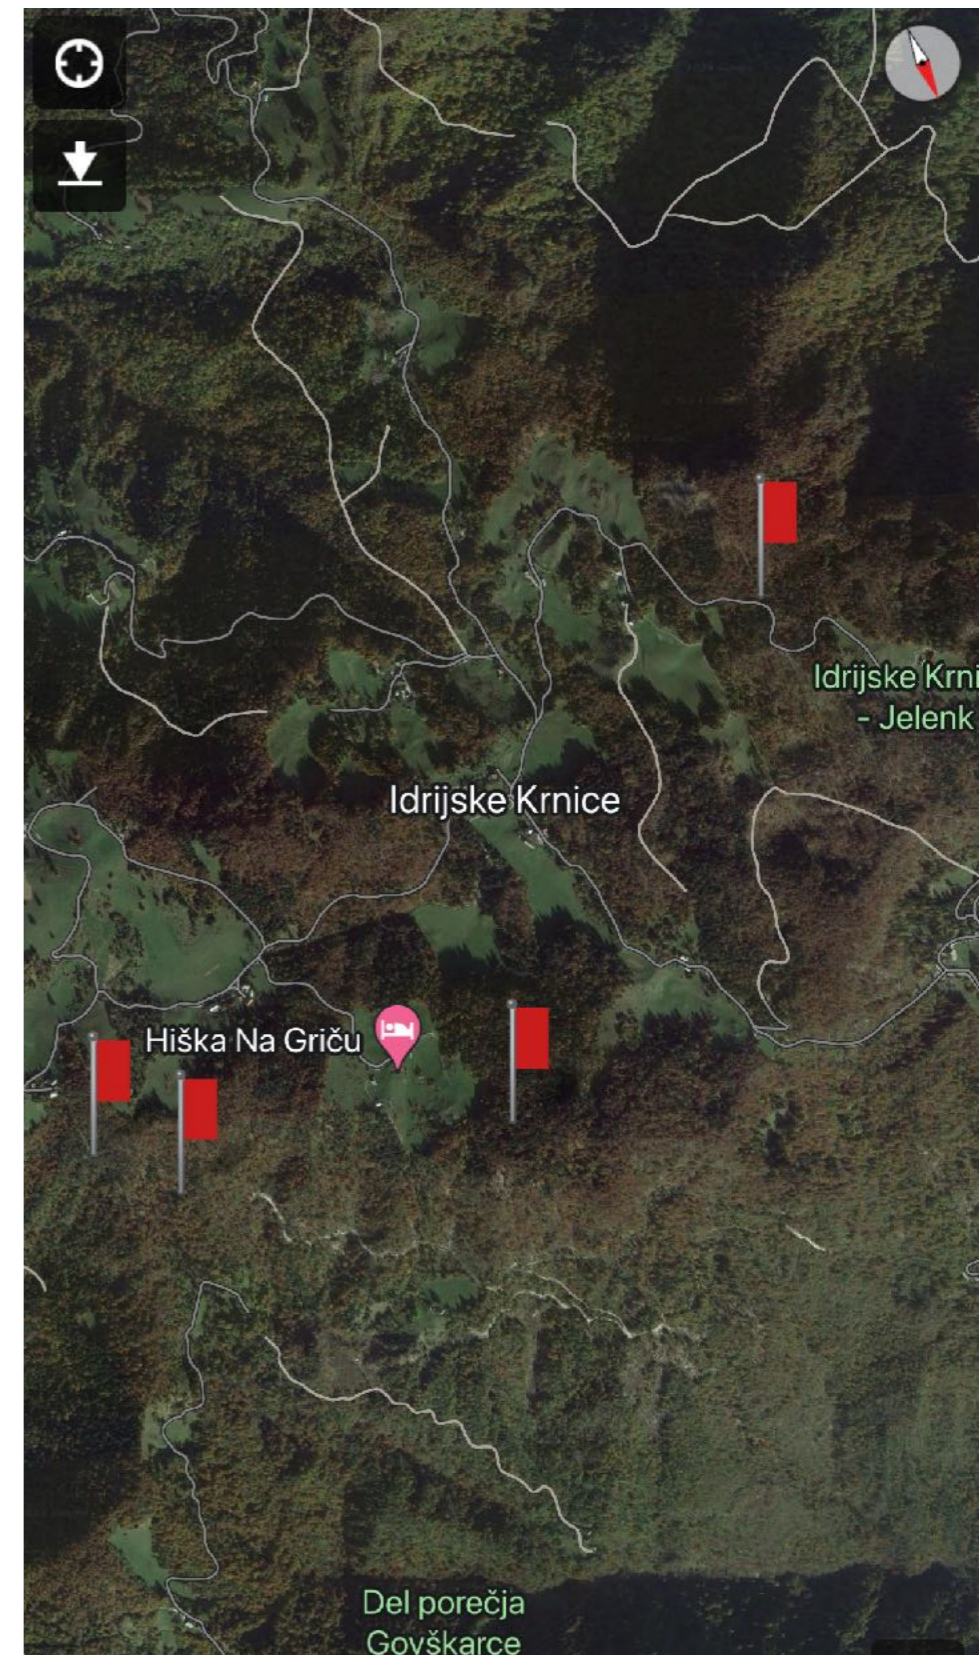 Idrijske Krni
- Jelenk
Idrijske Krnice
Hiška Na Griču
Del porečja
Govškarce